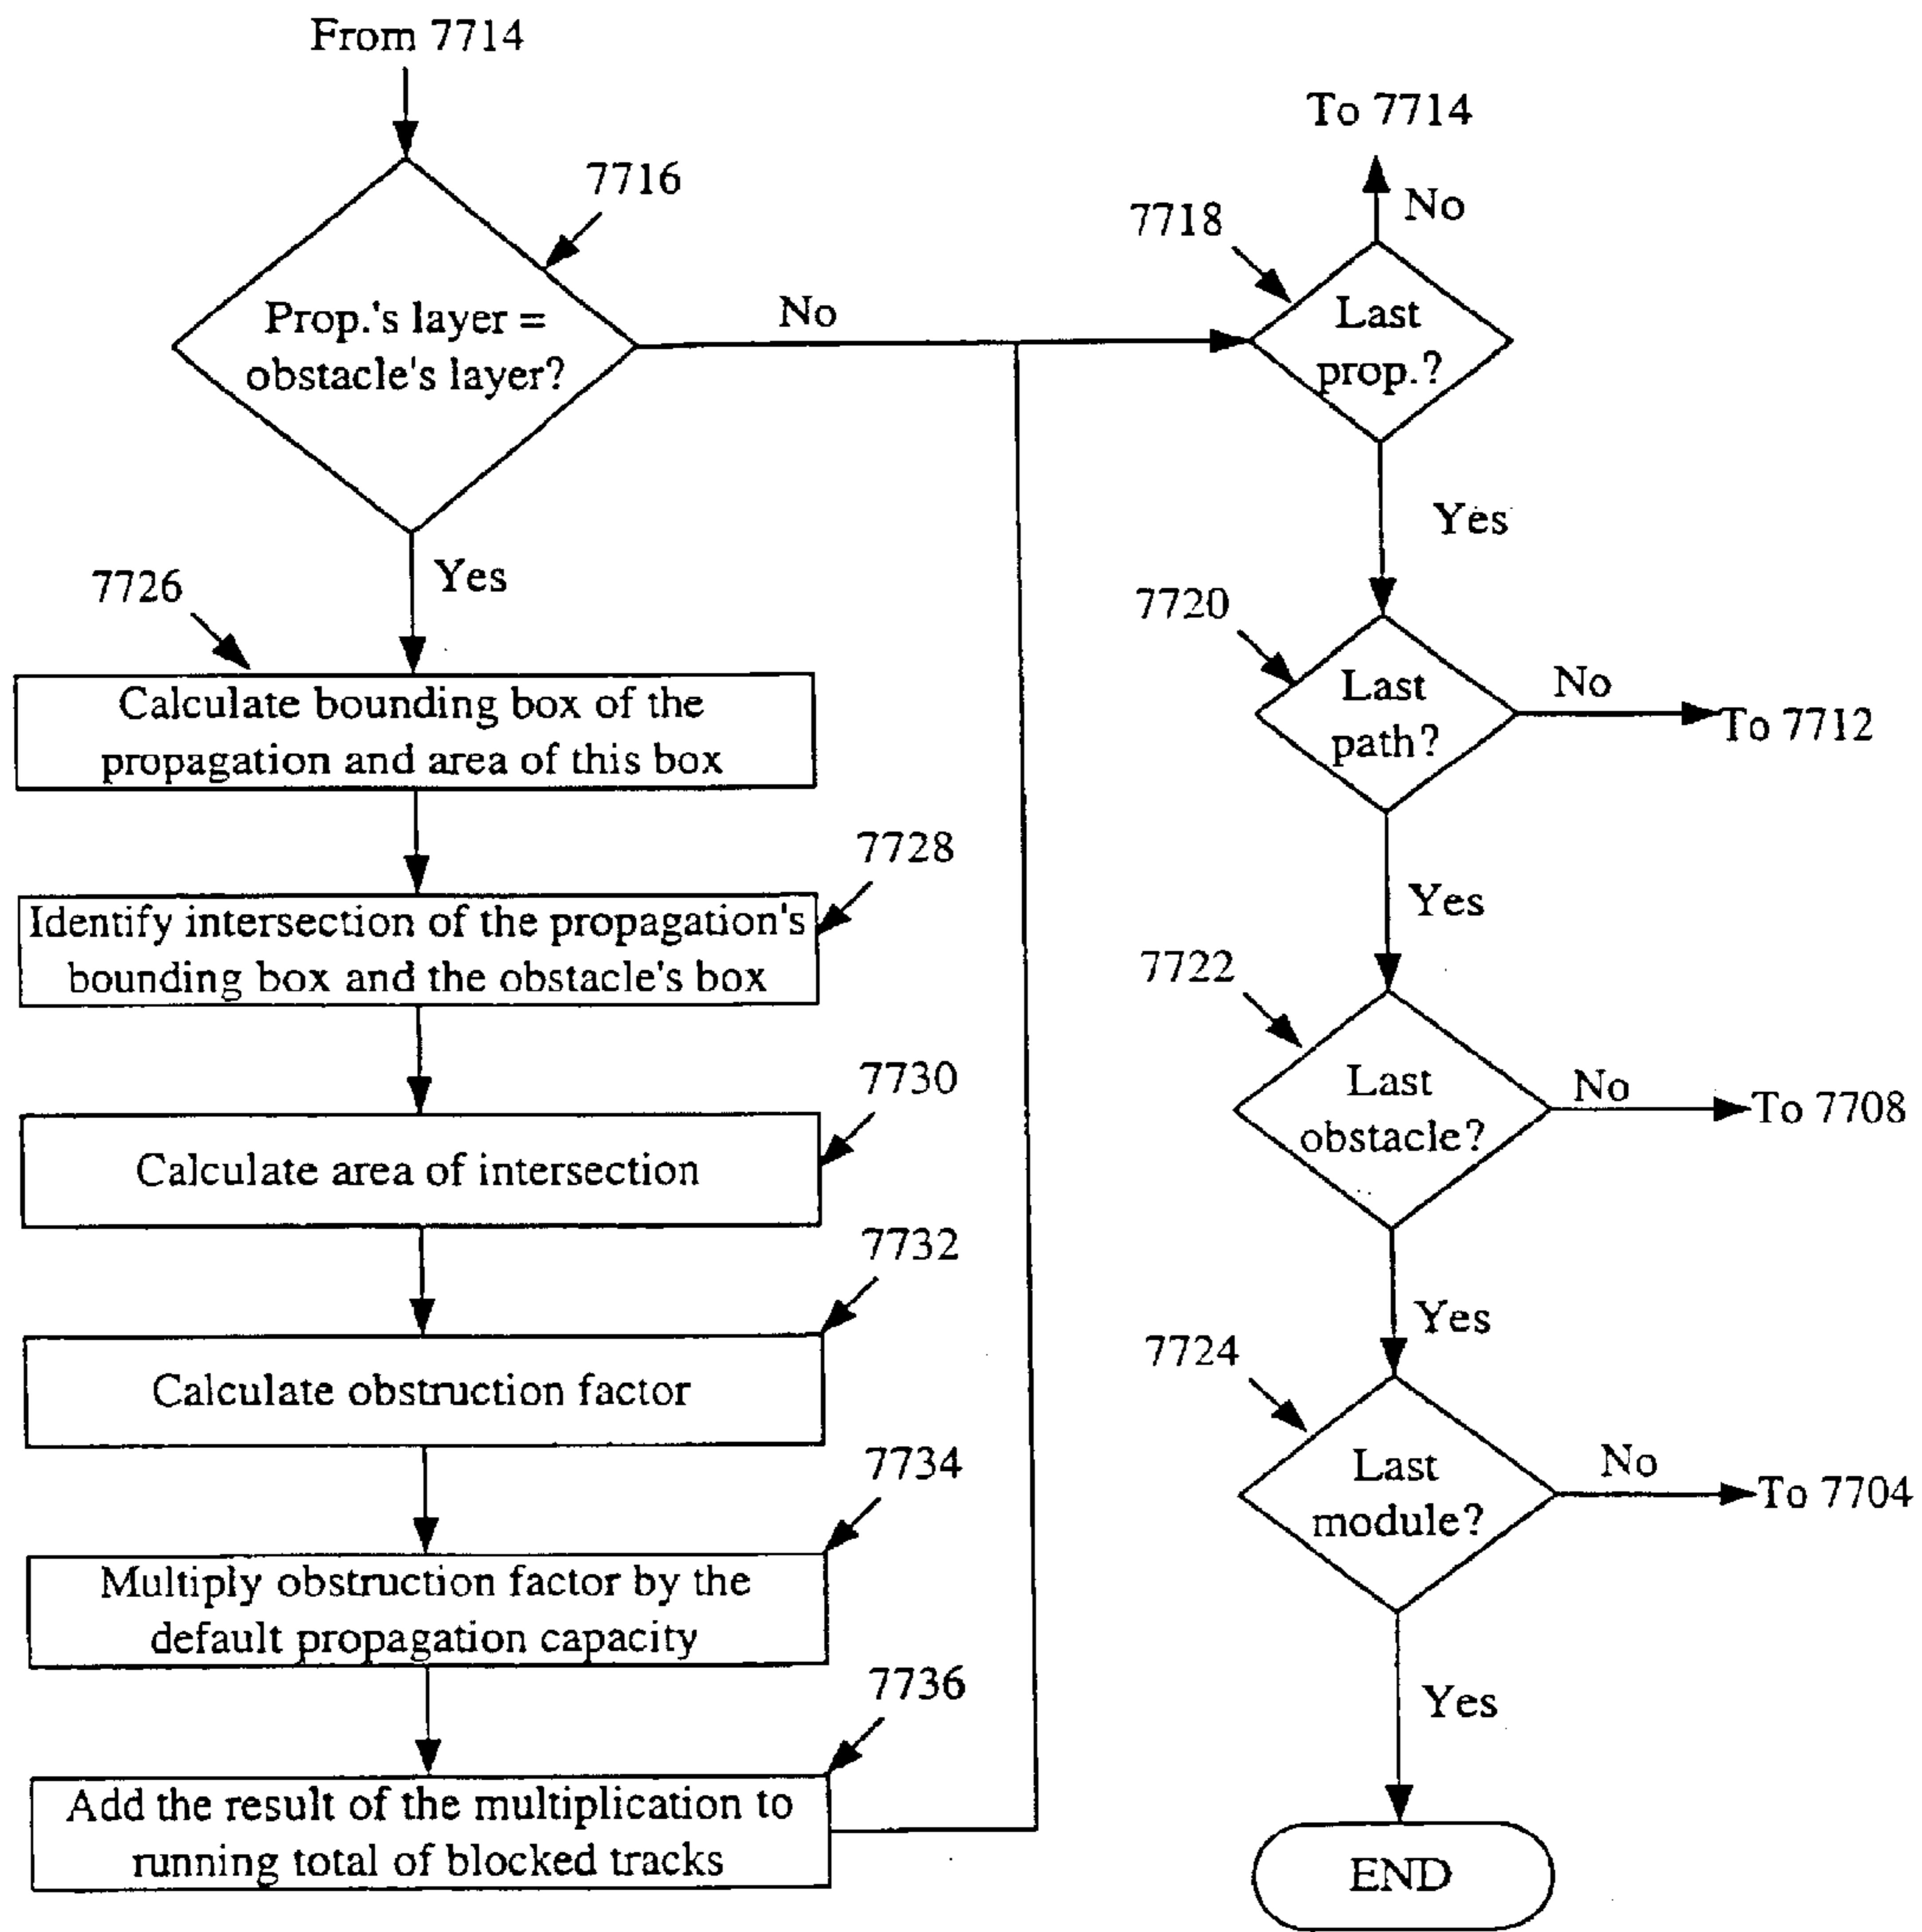 From 7714
7716
Prop.'s layer =
obstacle's layer?
No
Yes
7726
Calculate bounding box of the
propagation and area of this box
7728
Identify intersection of the propagation's
bounding box and the obstacle's box
7730
Calculate area of intersection
7732
Calculate obstruction factor
7734
Multiply obstruction factor by the
default propagation capacity
7736
Add the result of the multiplication to
running total of blocked tracks
To 7714
No
7718
Last
prop.?
Yes
7720
Last
path?
No
To 7712
Yes
7722
Last
obstacle?
No
To 7708
Yes
7724
Last
module?
No
To 7704
Yes
END